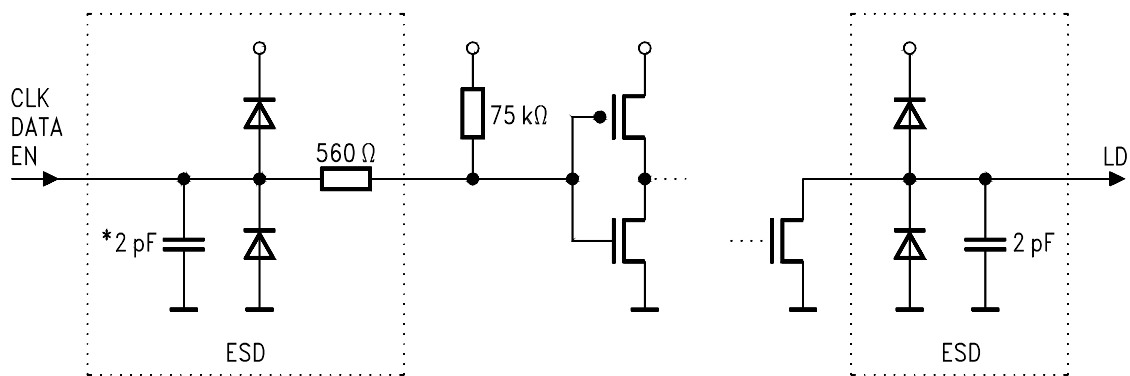 CLK
DATA
EN
560 Ω
75 kΩ
*2 pF
ESD
LD
2 pF
ESD